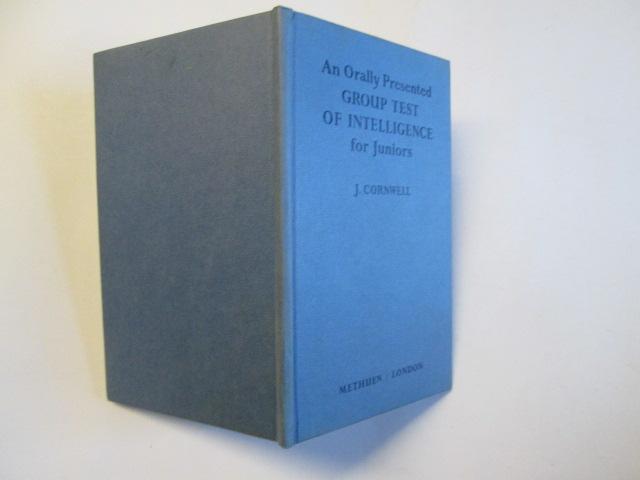 An Orally Presented
GROUP TEST
OF INTELLIGENCE
for Juniors
J. CORNWELL
METHUEN : LONDON